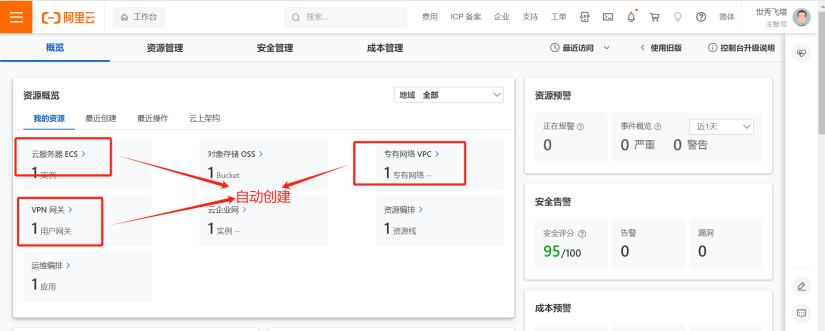 阿里云
工作台
搜索...
费用
ICP 备案
企业
支持
工单
简体
世秀飞塔
主账号
概览
资源管理
安全管理
成本管理
最近访问
使用旧版
控制台升级说明
资源概览
地域 全部
我的资源
最近创建
最近操作
云上架构
云服务器 ECS
1 实例
对象存储 OSS
1 Bucket
专有网络 VPC
1 专有网络 ...
自动创建
VPN 网关
1 用户网关
云企业网
1 实例 ...
资源编排
1 资源栈
运维编排
1 应用
资源预警
正在报警
0
事件概览
近1天
0 严重
0 警告
安全告警
安全评分
95/100
告警
0
漏洞
0
成本预警